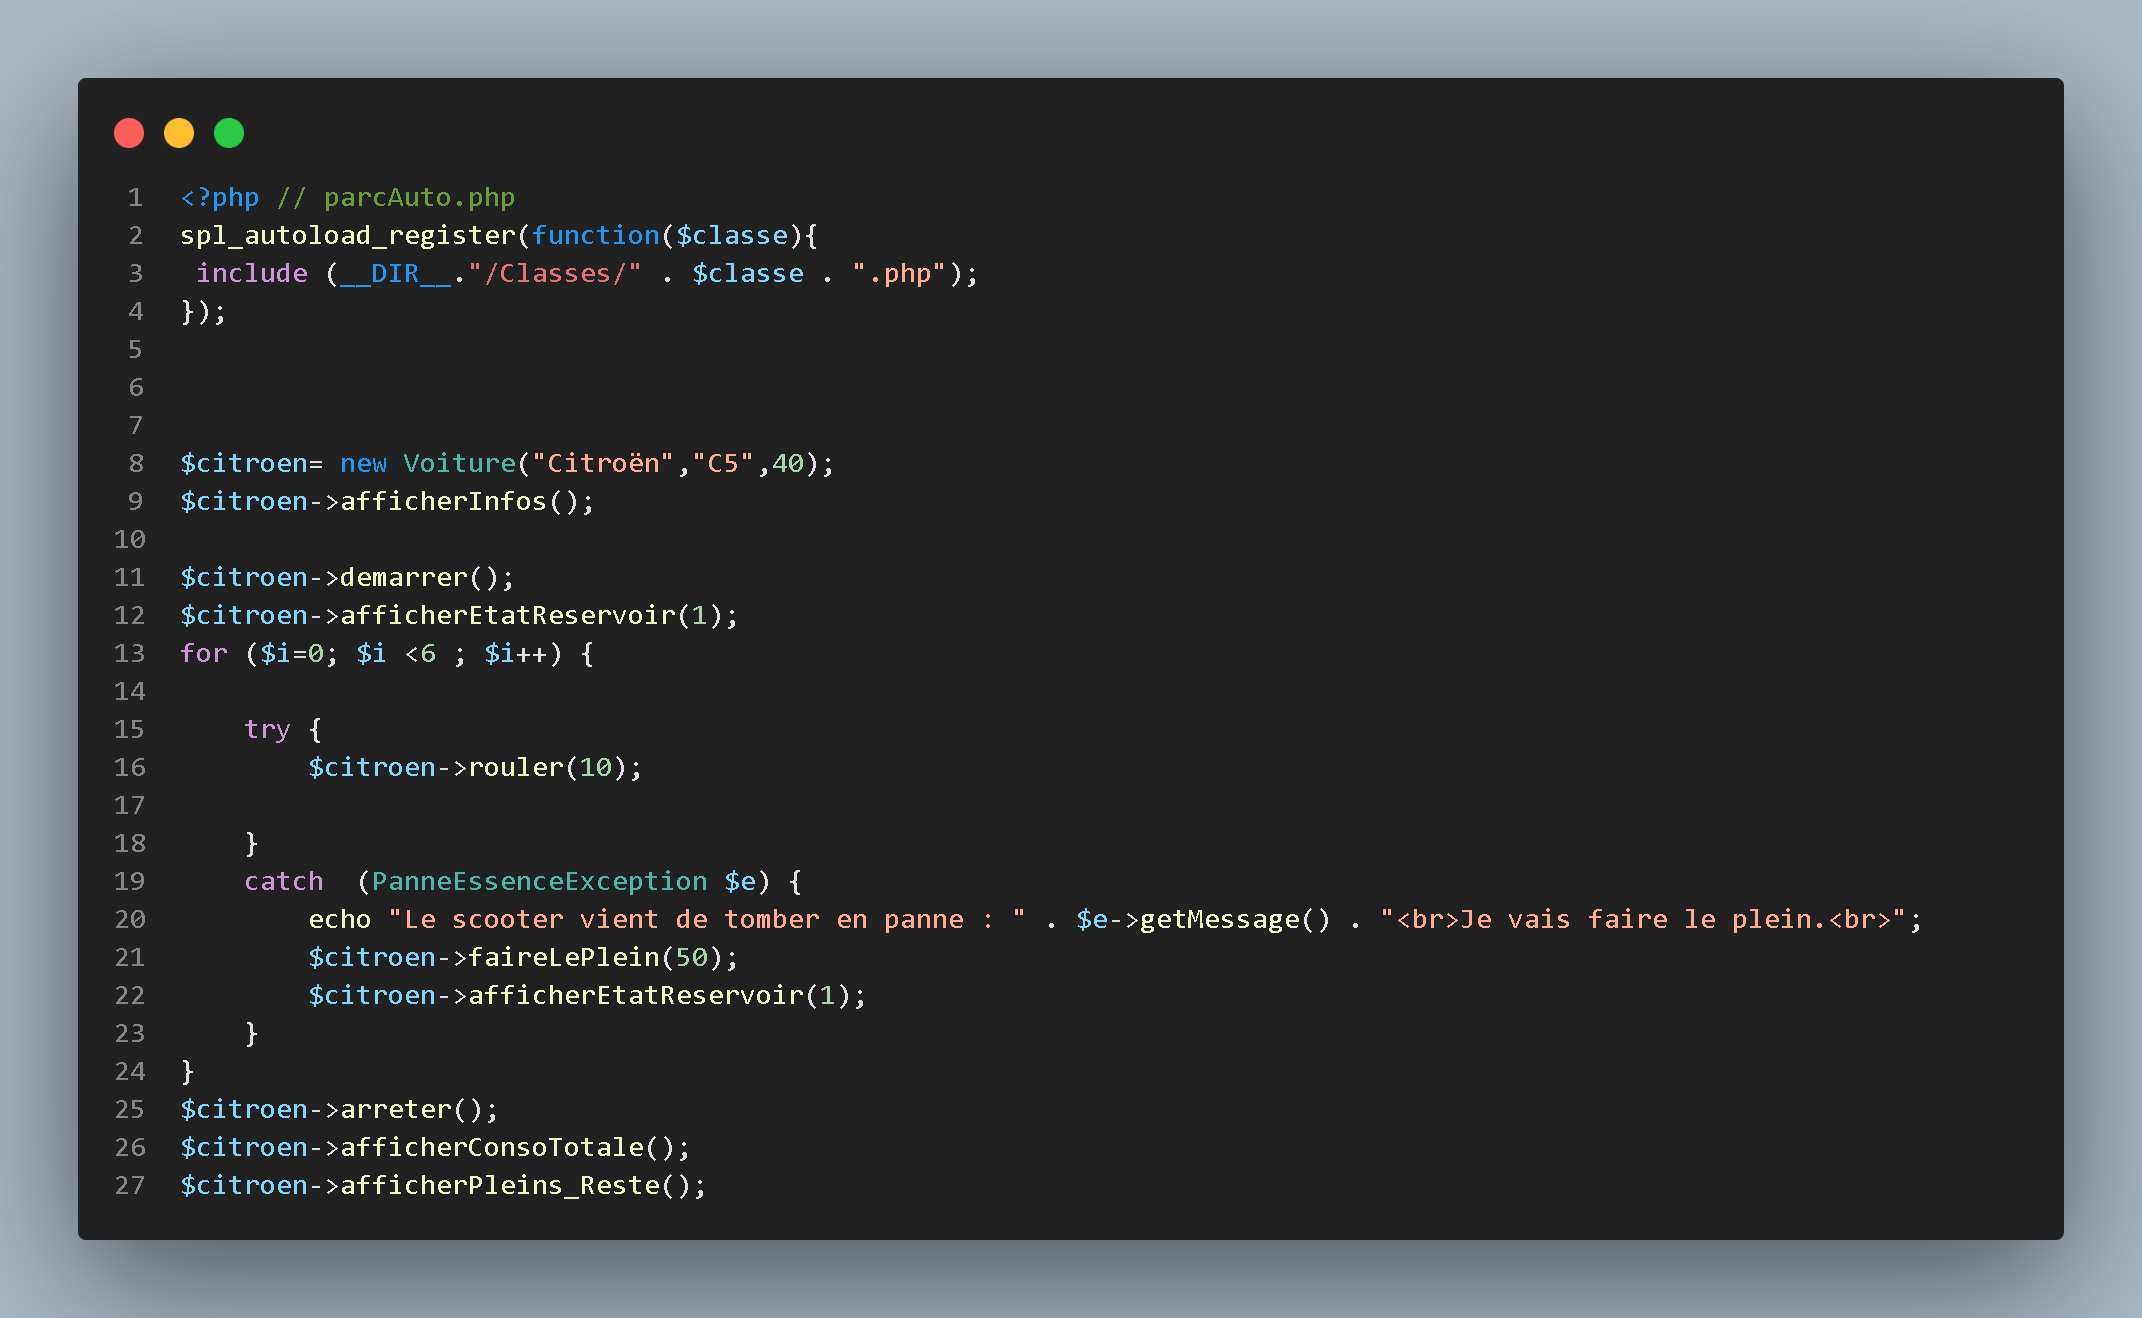 1 <?php // parcAuto.php
2 spl_autoload_register(function($classe){
3  include (__DIR__."/Classes/" . $classe . ".php");
4 });
5
6
7
8 $citroen= new Voiture("Citroën","C5",40);
9 $citroen->afficherInfos();
10
11 $citroen->demarrer();
12 $citroen->afficherEtatReservoir(1);
13 for ($i=0; $i <6 ; $i++) {
14
15     try {
16         $citroen->rouler(10);
17
18     }
19     catch  (PanneEssenceException $e) {
20         echo "Le scooter vient de tomber en panne : " . $e->getMessage() . "<br>Je vais faire le plein.<br>";
21         $citroen->faireLePlein(50);
22         $citroen->afficherEtatReservoir(1);
23     }
24 }
25 $citroen->arreter();
26 $citroen->afficherConsoTotale();
27 $citroen->afficherPleins_Reste();